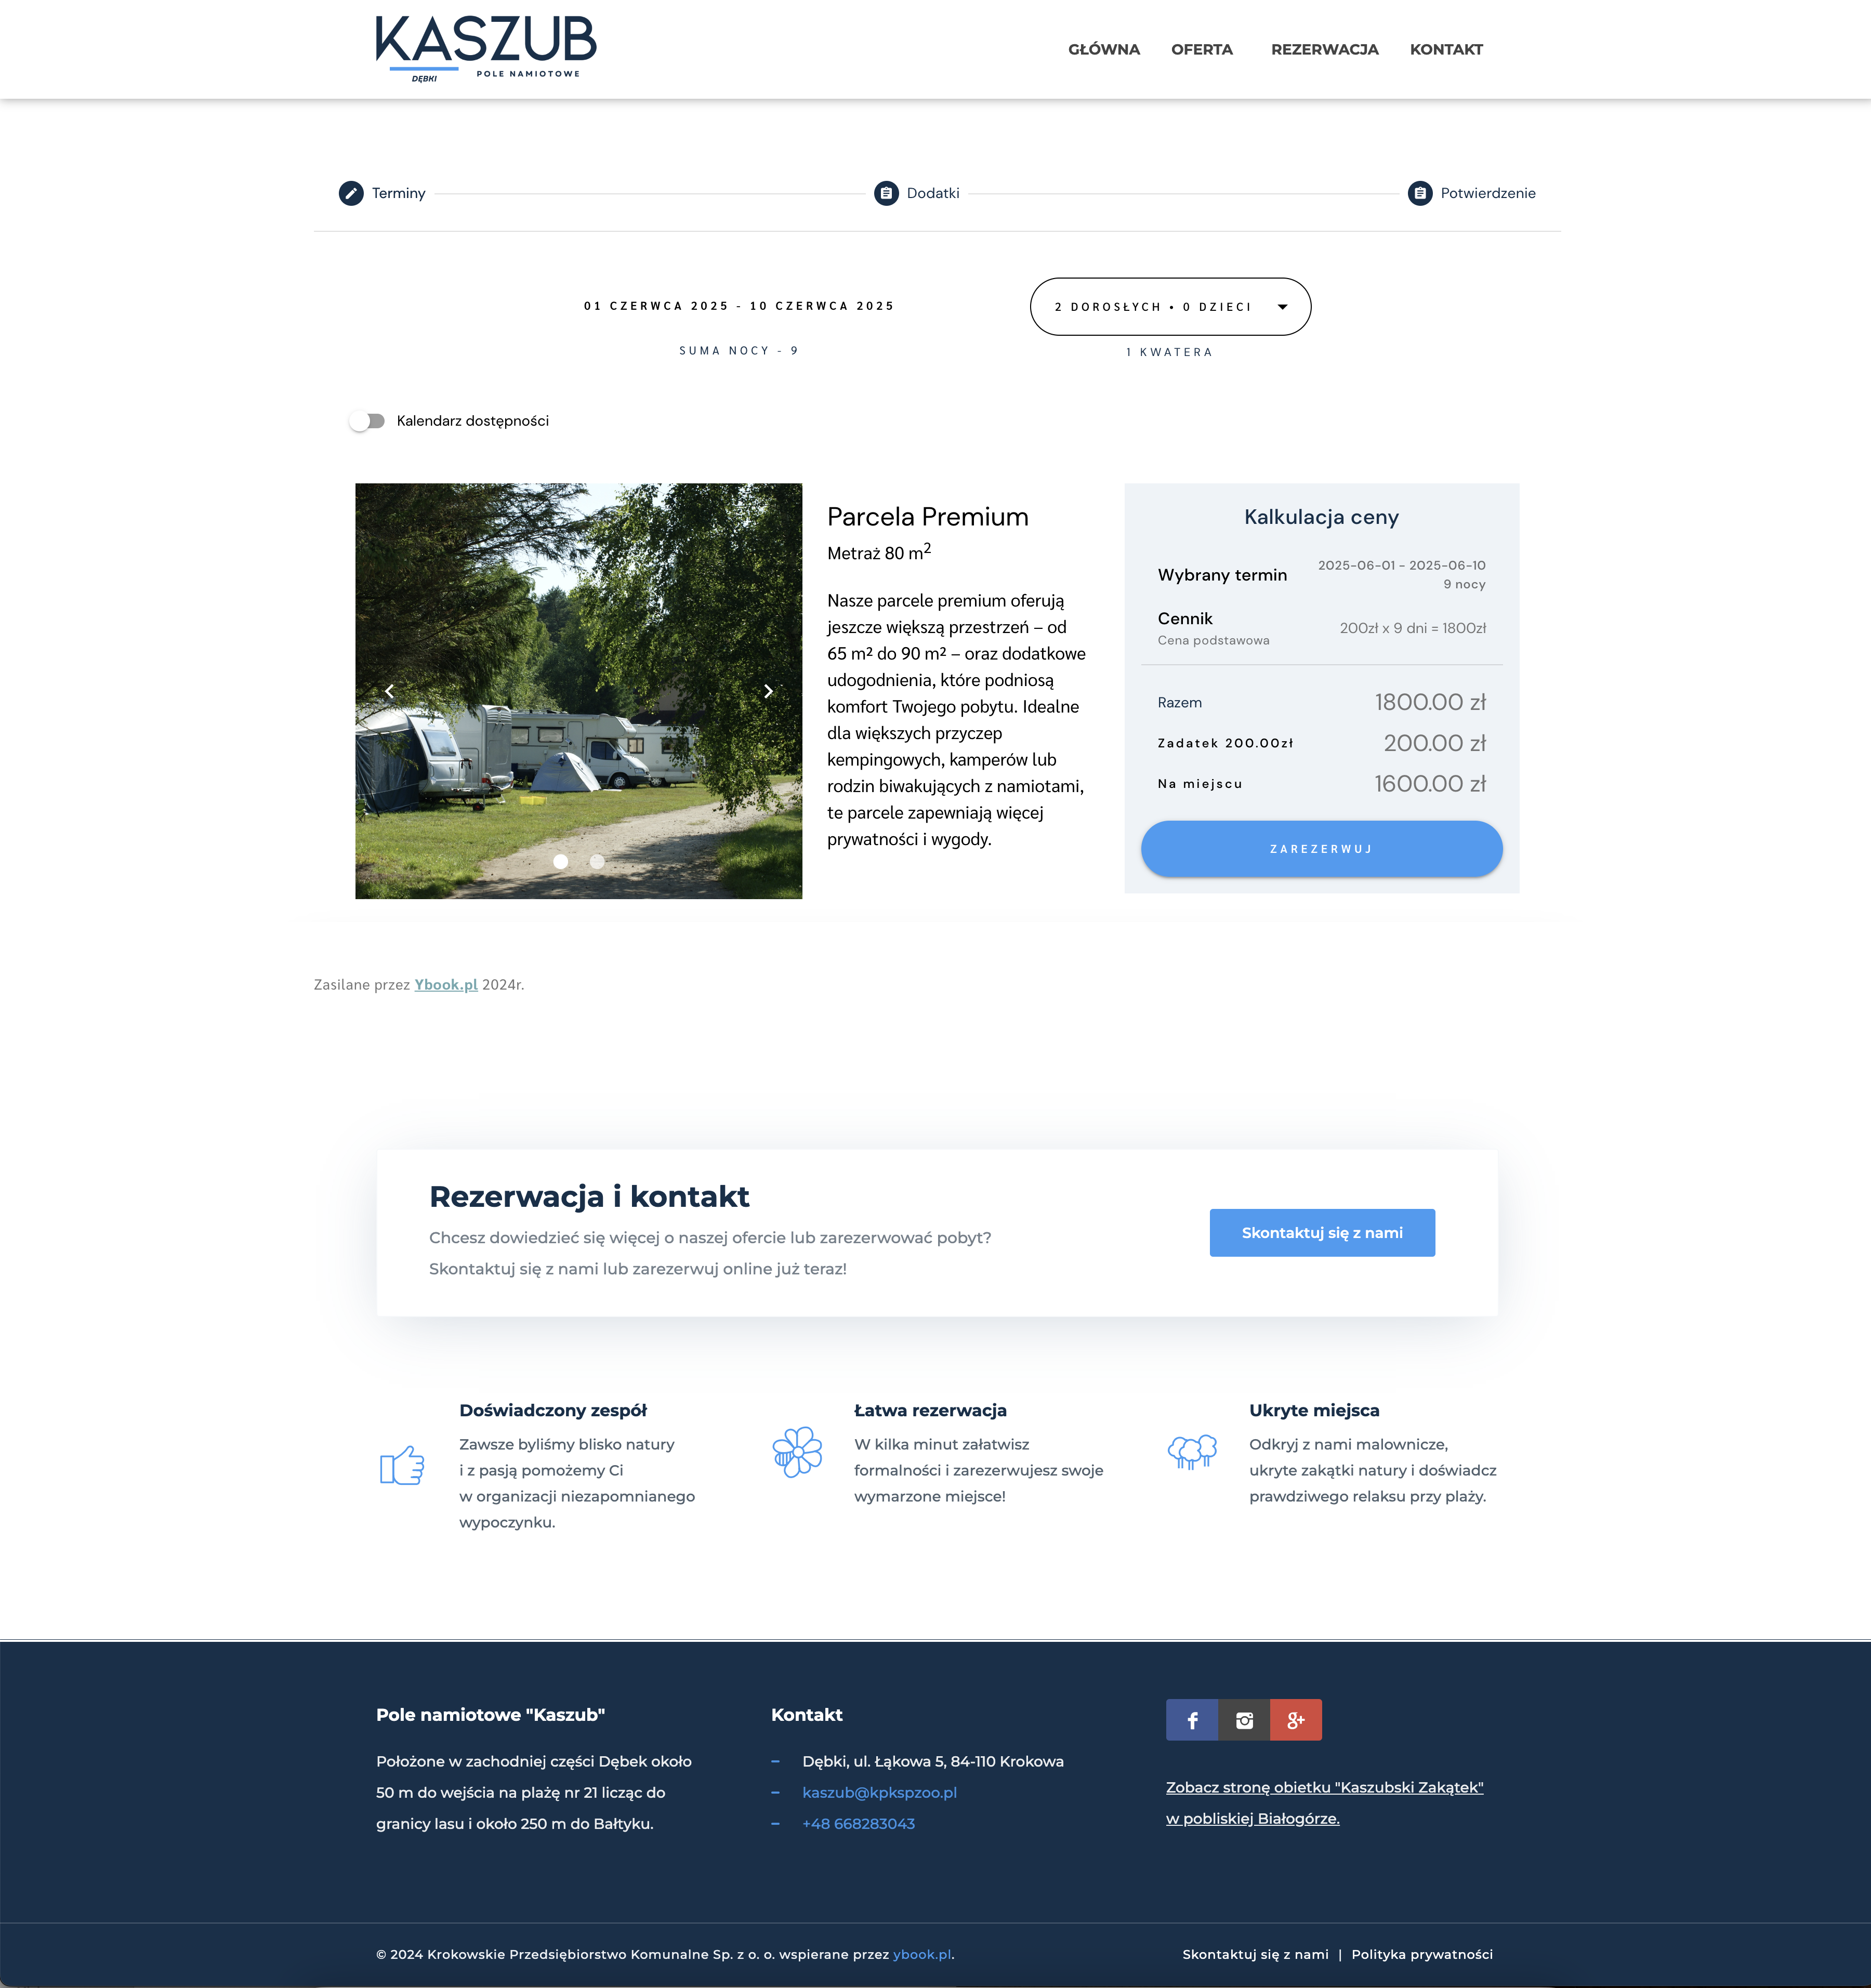 KASZUB
DĘBKI
POLE NAMIOTOWE
GŁÓWNA
OFERTA
REZERWACJA
KONTAKT
Terminy
Dodatki
Potwierdzenie
01 CZERWCA 2025 - 10 CZERWCA 2025
SUMA NOCY - 9
2 DOROSŁYCH • 0 DZIECI
1 KWATERA
Kalendarz dostępności
Parcela Premium
Metraż 80 m2
Nasze parcele premium oferują
jeszcze większą przestrzeń – od
65 m² do 90 m² – oraz dodatkowe
udogodnienia, które podniosą
komfort Twojego pobytu. Idealne
dla większych przyczep
kempingowych, kamperów lub
rodzin biwakujących z namiotami,
te parcele zapewniają więcej
prywatności i wygody.
Kalkulacja ceny
Wybrany termin
2025-06-01 - 2025-06-10
9 nocy
Cennik
Cena podstawowa
200zł x 9 dni = 1800zł
Razem
1800.00 zł
Zadatek 200.00zł
200.00 zł
Na miejscu
1600.00 zł
ZAREZERWUJ
Zasilane przez Ybook.pl 2024r.
Rezerwacja i kontakt
Chcesz dowiedzieć się więcej o naszej ofercie lub zarezerwować pobyt?
Skontaktuj się z nami lub zarezerwuj online już teraz!
Skontaktuj się z nami
Doświadczony zespół
Zawsze byliśmy blisko natury
i z pasją pomożemy Ci
w organizacji niezapomnianego
wypoczynku.
Łatwa rezerwacja
W kilka minut załatwisz
formalności i zarezerwujesz swoje
wymarzone miejsce!
Ukryte miejsca
Odkryj z nami malownicze,
ukryte zakątki natury i doświadcz
prawdziwego relaksu przy plaży.
Pole namiotowe "Kaszub"
Położone w zachodniej części Dębek około
50 m do wejścia na plażę nr 21 licząc do
granicy lasu i około 250 m do Bałtyku.
Kontakt
– Dębki, ul. Łąkowa 5, 84-110 Krokowa
– kaszub@kpkspzoo.pl
– +48 668283043
Zobacz stronę obietku "Kaszubski Zakątek"
w pobliskiej Białogórze.
© 2024 Krokowskie Przedsiębiorstwo Komunalne Sp. z o. o. wspierane przez ybook.pl.
Skontaktuj się z nami | Polityka prywatności